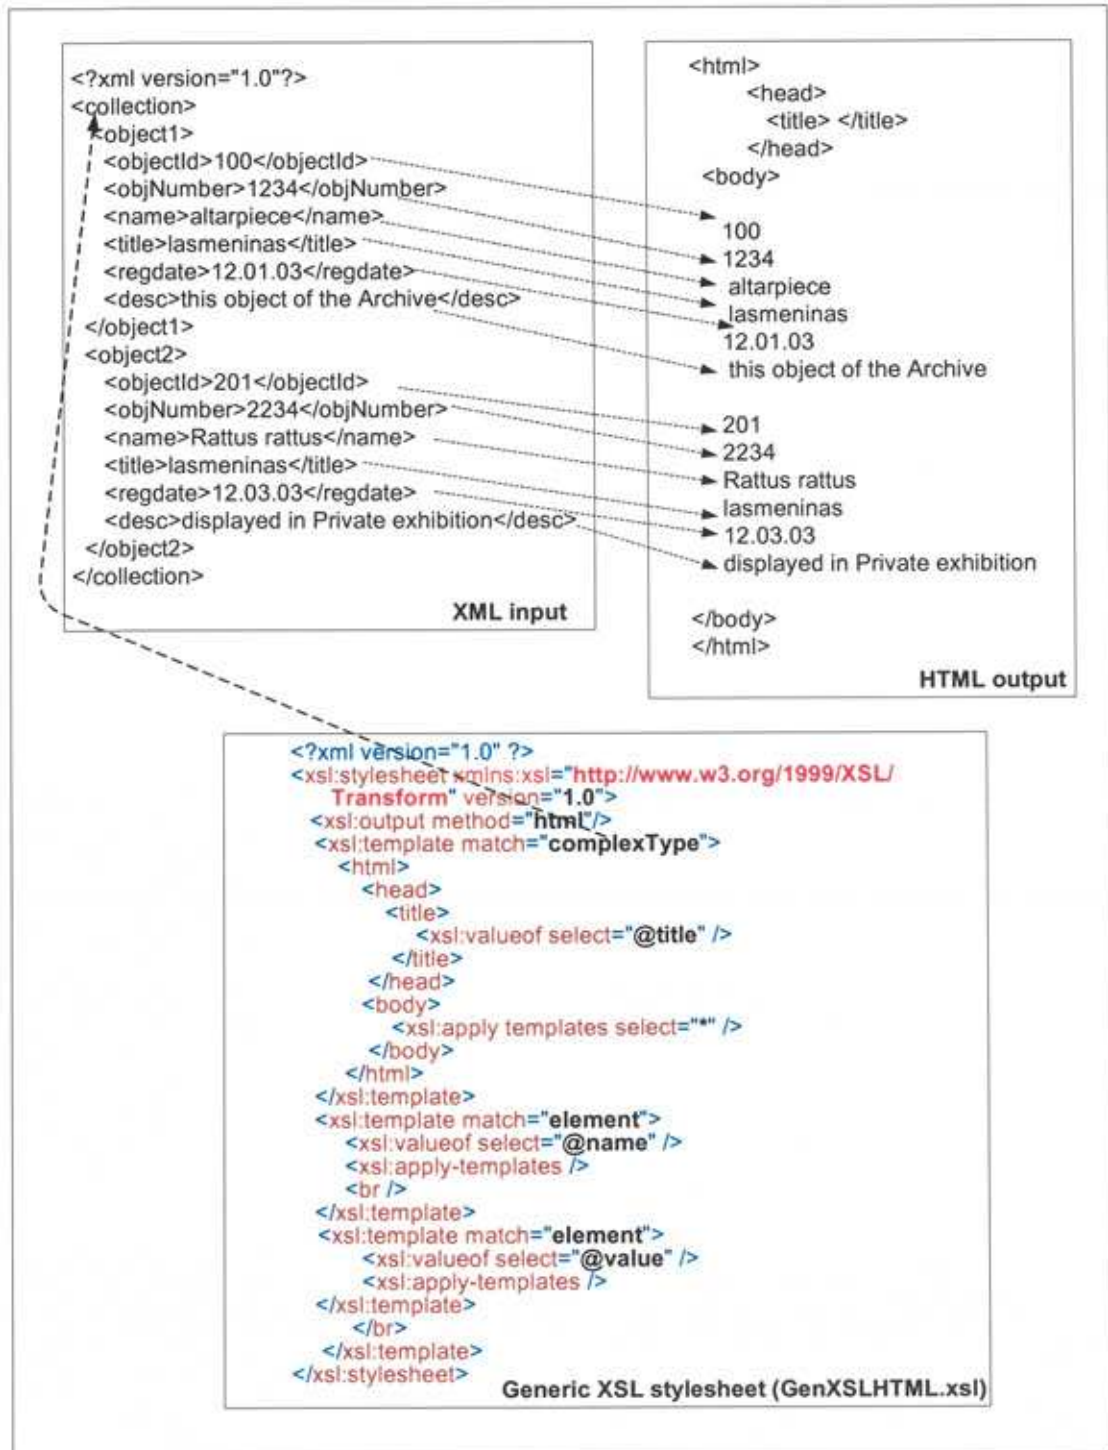 <?xml version="1.0"?>
<collection>
<object1>
<objectId>100</objectId>
<objNumber>1234</objNumber>
<name>altarpiece</name>
<title>lasmeninas</title>
<regdate>12.01.03</regdate>
<desc>this object of the Archive</desc>
</object1>
<object2>
<objectId>201</objectId>
<objNumber>2234</objNumber>
<name>Rattus rattus</name>
<title>lasmeninas</title>
<regdate>12.03.03</regdate>
<desc>displayed in Private exhibition</desc>
</object2>
</collection>
XML input
<html>
<head>
<title> </title>
</head>
<body>
100
1234
altarpiece
lasmeninas
12.01.03
this object of the Archive
201
2234
Rattus rattus
lasmeninas
12.03.03
displayed in Private exhibition
</body>
</html>
HTML output
<?xml version="1.0" ?>
<xsl:stylesheet xmlns:xsl="http://www.w3.org/1999/XSL/
Transform" version="1.0">
<xsl:output method="html"/>
<xsl:template match="complexType">
<html>
<head>
<title>
<xsl:valueof select="@title" />
</title>
</head>
<body>
<xsl:apply templates select="*" />
</body>
</html>
</xsl:template>
<xsl:template match="element">
<xsl:valueof select="@name" />
<xsl:apply-templates />
<br />
</xsl:template>
<xsl:template match="element">
<xsl:valueof select="@value" />
<xsl:apply-templates />
</xsl:template>
</br>
</xsl:template>
</xsl:stylesheet>
Generic XSL stylesheet (GenXSLHTML.xsl)